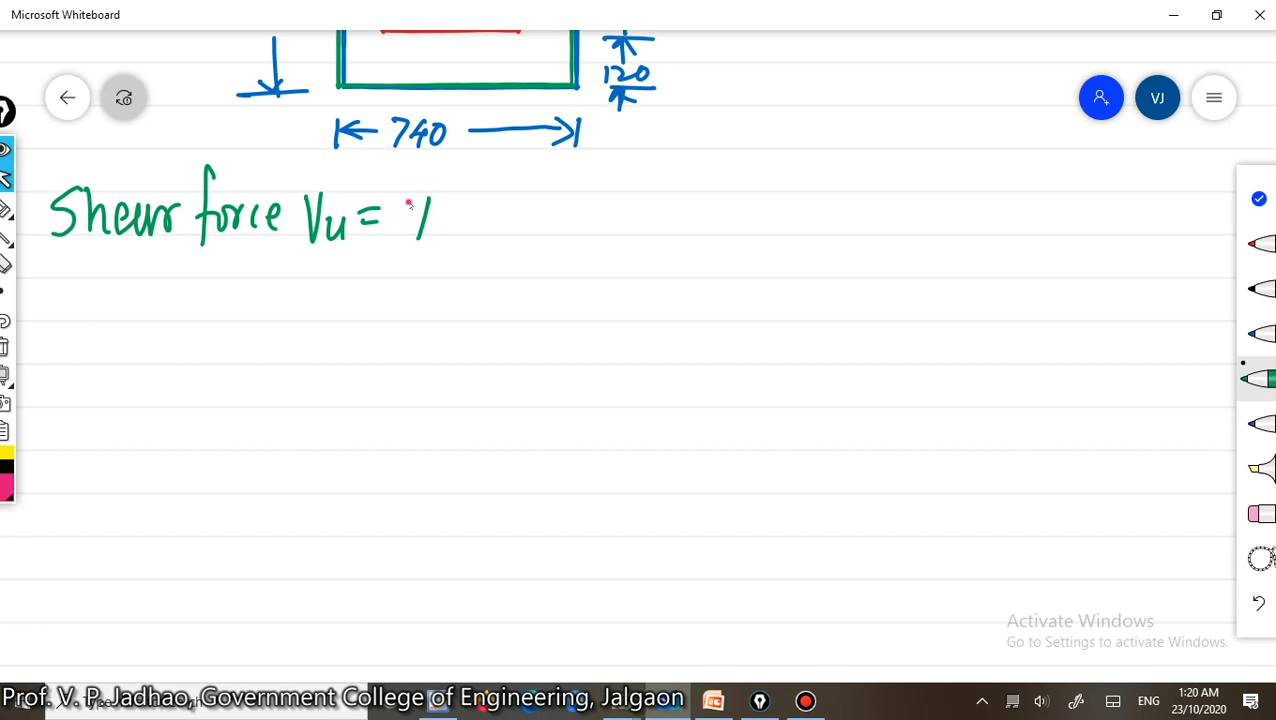 Microsoft Whiteboard
120
740
VJ
Shear force Vu = 1
Activate Windows
Go to Settings to activate Windows.
Prof. V. P. Jadhao, Government College of Engineering, Jalgaon
ENG
1:20 AM
23/10/2020